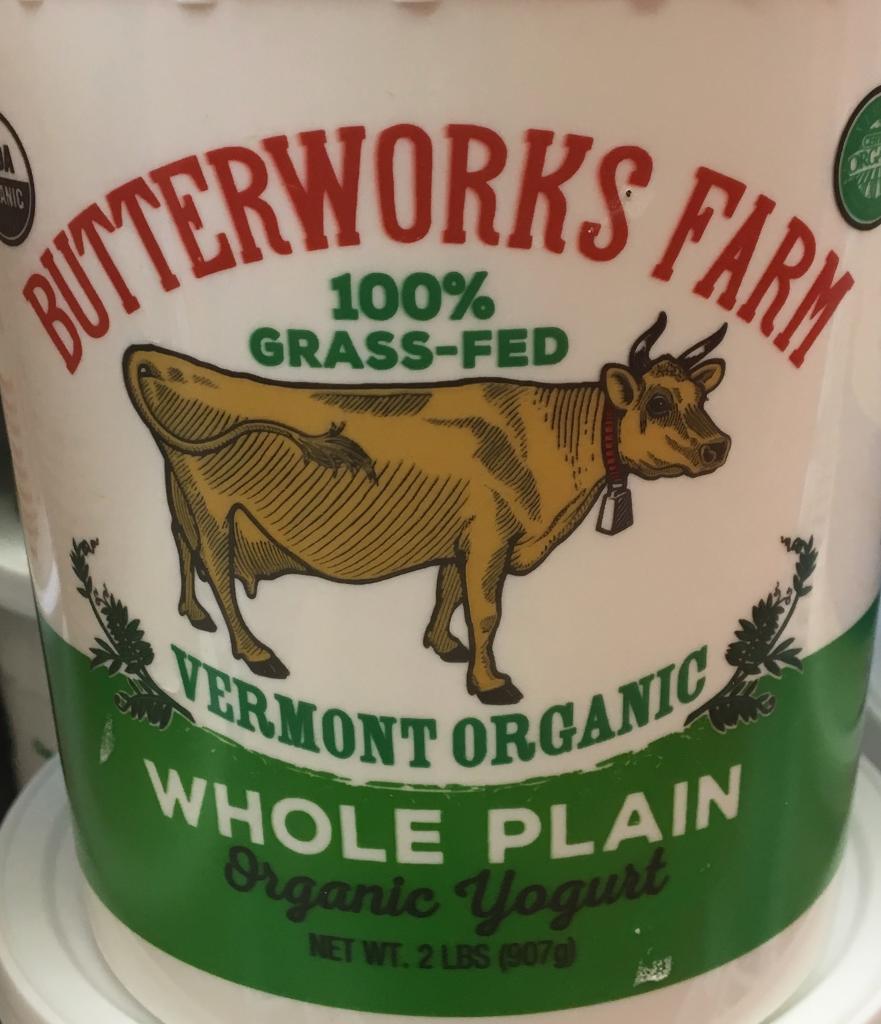 BUTTERWORKS FARM
100%
GRASS-FED
VERMONT ORGANIC
WHOLE PLAIN
Organic Yogurt
NET WT. 2 LBS (907g)